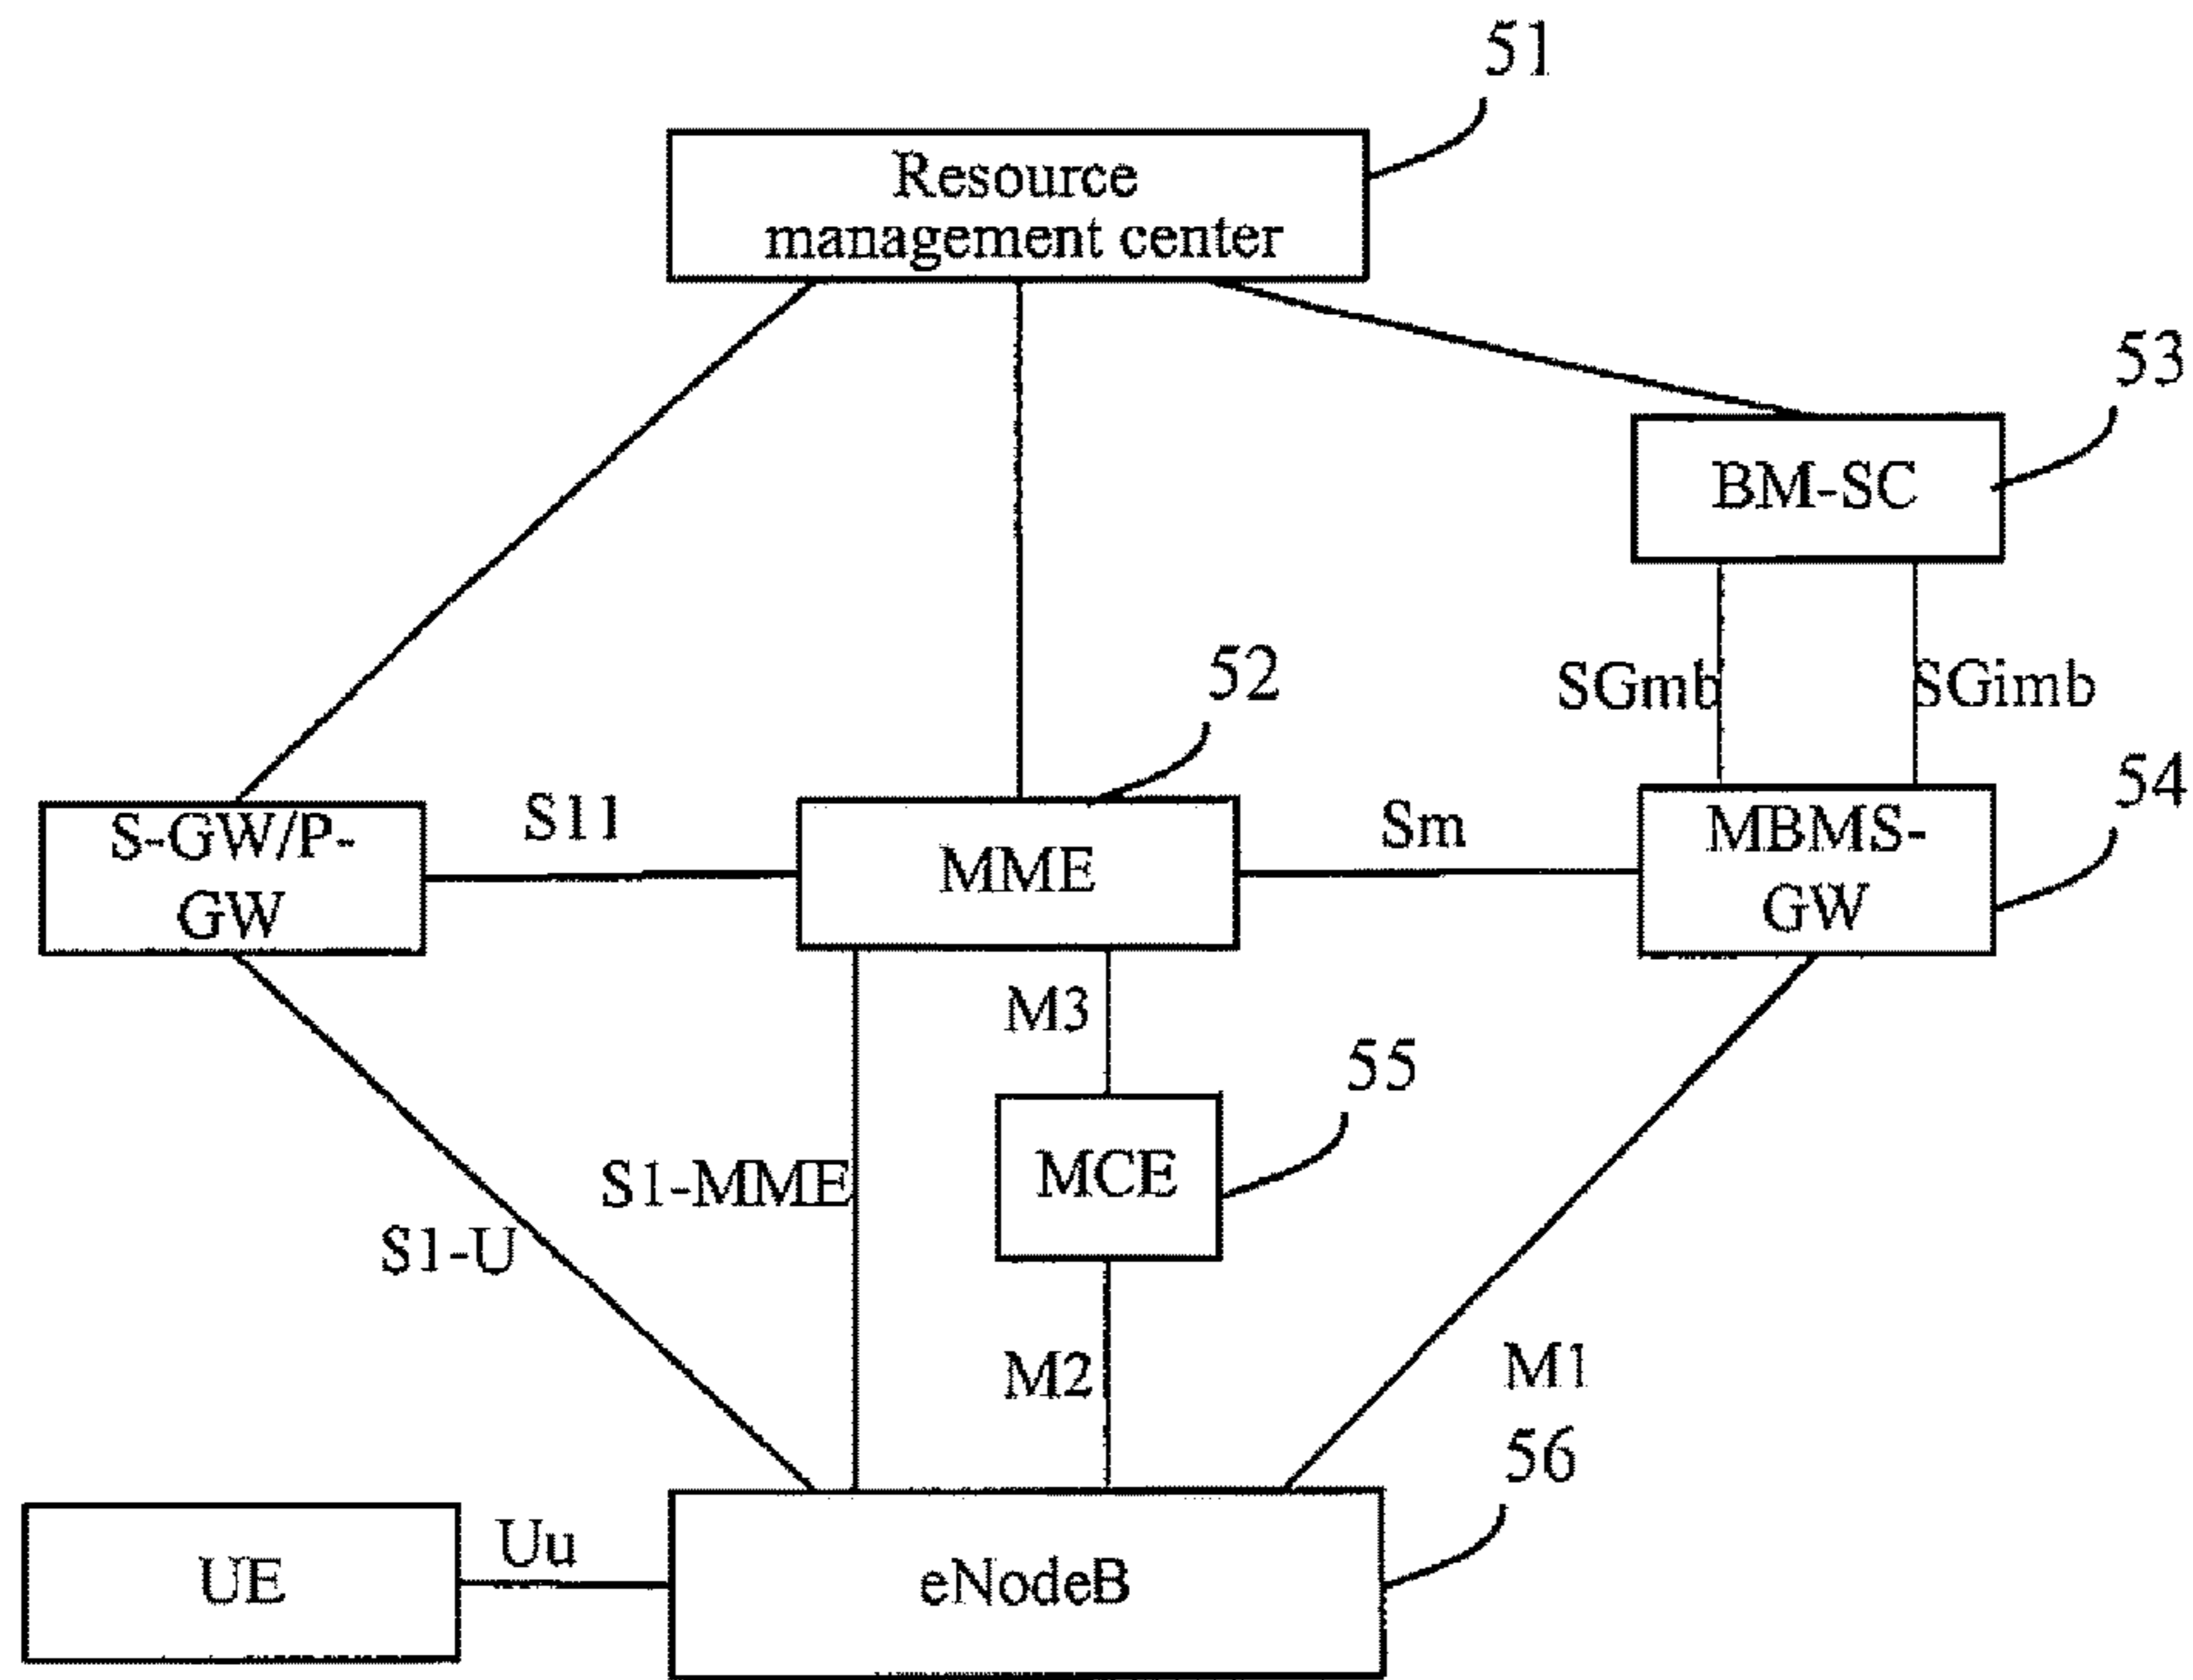 51
Resource
management center
53
BM-SC
52
SGmb
SGimb
54
S-GW/P-
GW
S11
MME
Sm
MBMS-
GW
M3
55
MCE
S1-MME
S1-U
M2
M1
56
UE
Uu
eNodeB